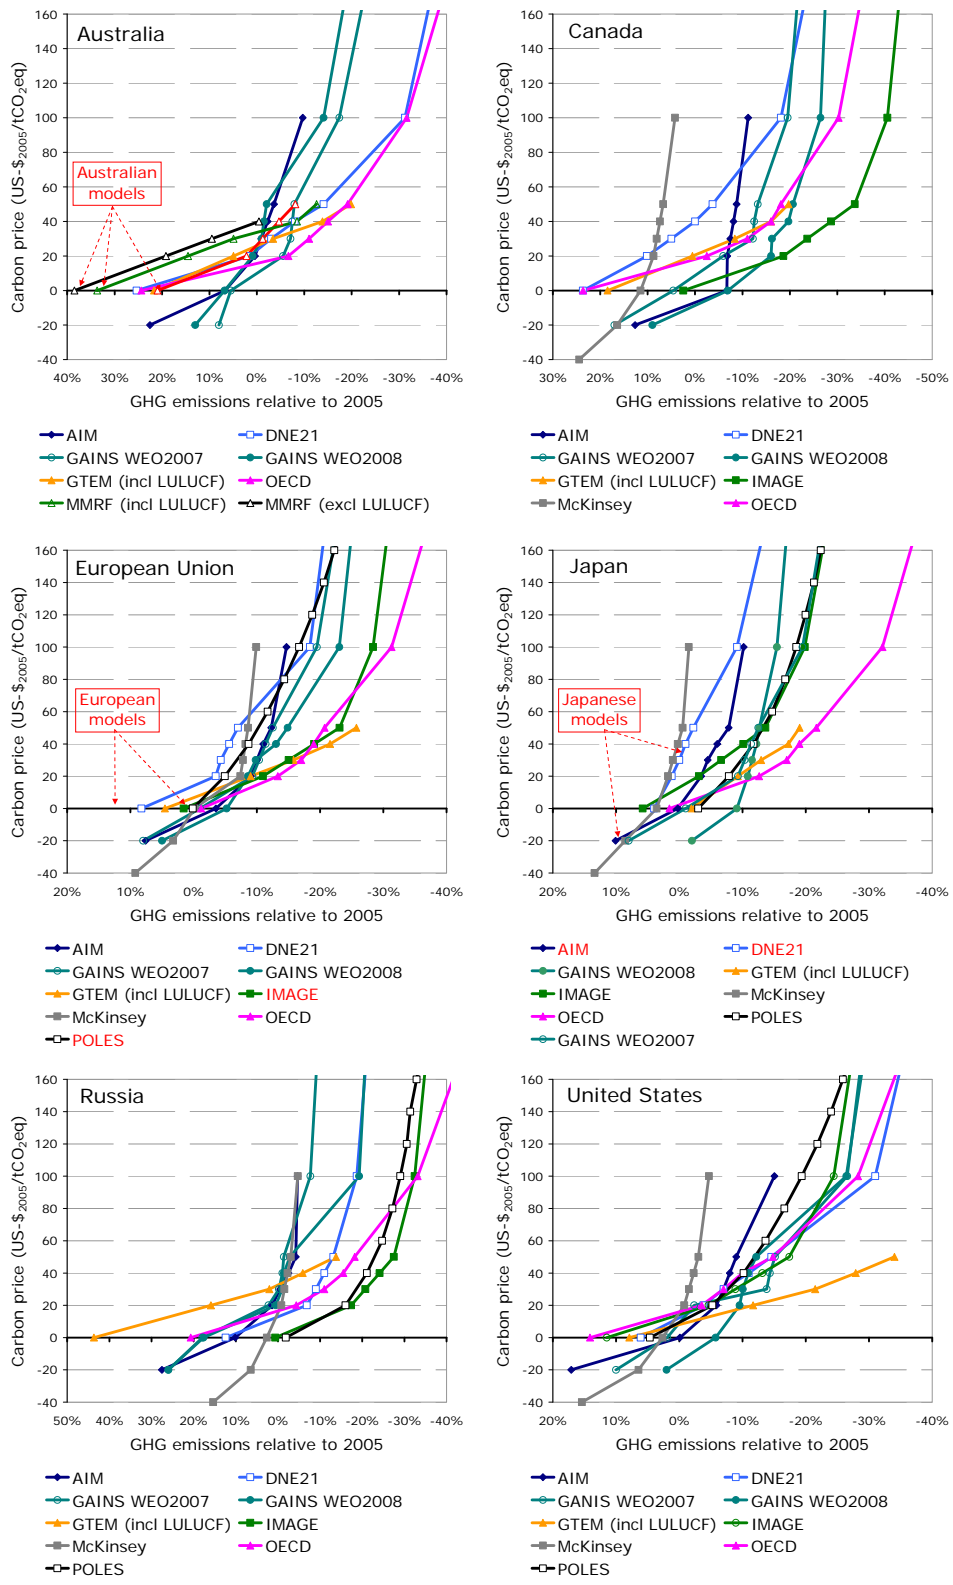 Australia
Carbon price (US-$2005/tCO2eq)
160
140
120
100
80
60
40
20
0
-20
-40
Australian
models
40% 30% 20% 10% 0% -10% -20% -30% -40%
GHG emissions relative to 2005
AIM DNE21
GAINS WEO2007 GAINS WEO2008
GTEM (incl LULUCF) OECD
MMRF (incl LULUCF) MMRF (excl LULUCF)
Canada
Carbon price (US-$2005/tCO2eq)
160
140
120
100
80
60
40
20
0
-20
-40
30% 20% 10% 0% -10% -20% -30% -40% -50%
GHG emissions relative to 2005
AIM DNE21
GAINS WEO2007 GAINS WEO2008
GTEM (incl LULUCF) IMAGE
McKinsey OECD
European Union
Carbon price (US-$2005/tCO2eq)
160
140
120
100
80
60
40
20
0
-20
-40
European
models
20% 10% 0% -10% -20% -30% -40%
GHG emissions relative to 2005
AIM DNE21
GAINS WEO2007 GAINS WEO2008
GTEM (incl LULUCF) IMAGE
McKinsey OECD
POLES
Japan
Carbon price (US-$2005/tCO2eq)
160
140
120
100
80
60
40
20
0
-20
-40
Japanese
models
20% 10% 0% -10% -20% -30% -40%
GHG emissions relative to 2005
AIM DNE21
GAINS WEO2008 GTEM (incl LULUCF)
IMAGE McKinsey
OECD POLES
GAINS WEO2007
Russia
Carbon price (US-$2005/tCO2eq)
160
140
120
100
80
60
40
20
0
-20
-40
50% 40% 30% 20% 10% 0% -10% -20% -30% -40%
GHG emissions relative to 2005
AIM DNE21
GAINS WEO2007 GAINS WEO2008
GTEM (incl LULUCF) IMAGE
McKinsey OECD
POLES
United States
Carbon price (US-$2005/tCO2eq)
160
140
120
100
80
60
40
20
0
-20
-40
20% 10% 0% -10% -20% -30% -40%
GHG emissions relative to 2005
AIM DNE21
GANIS WEO2007 GAINS WEO2008
GTEM (incl LULUCF) IMAGE
McKinsey OECD
POLES